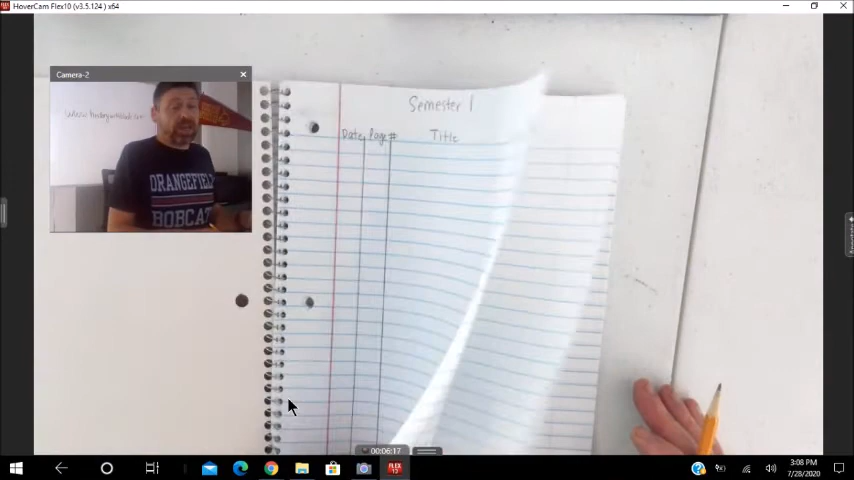 HoverCam Flex10 (v3.5.124 ) x64
Camera-2
ORANGEFIELD
BOBCATS
Semester 1
Date Page # Title
00:06:17
FLEX
3:08 PM
7/28/2020